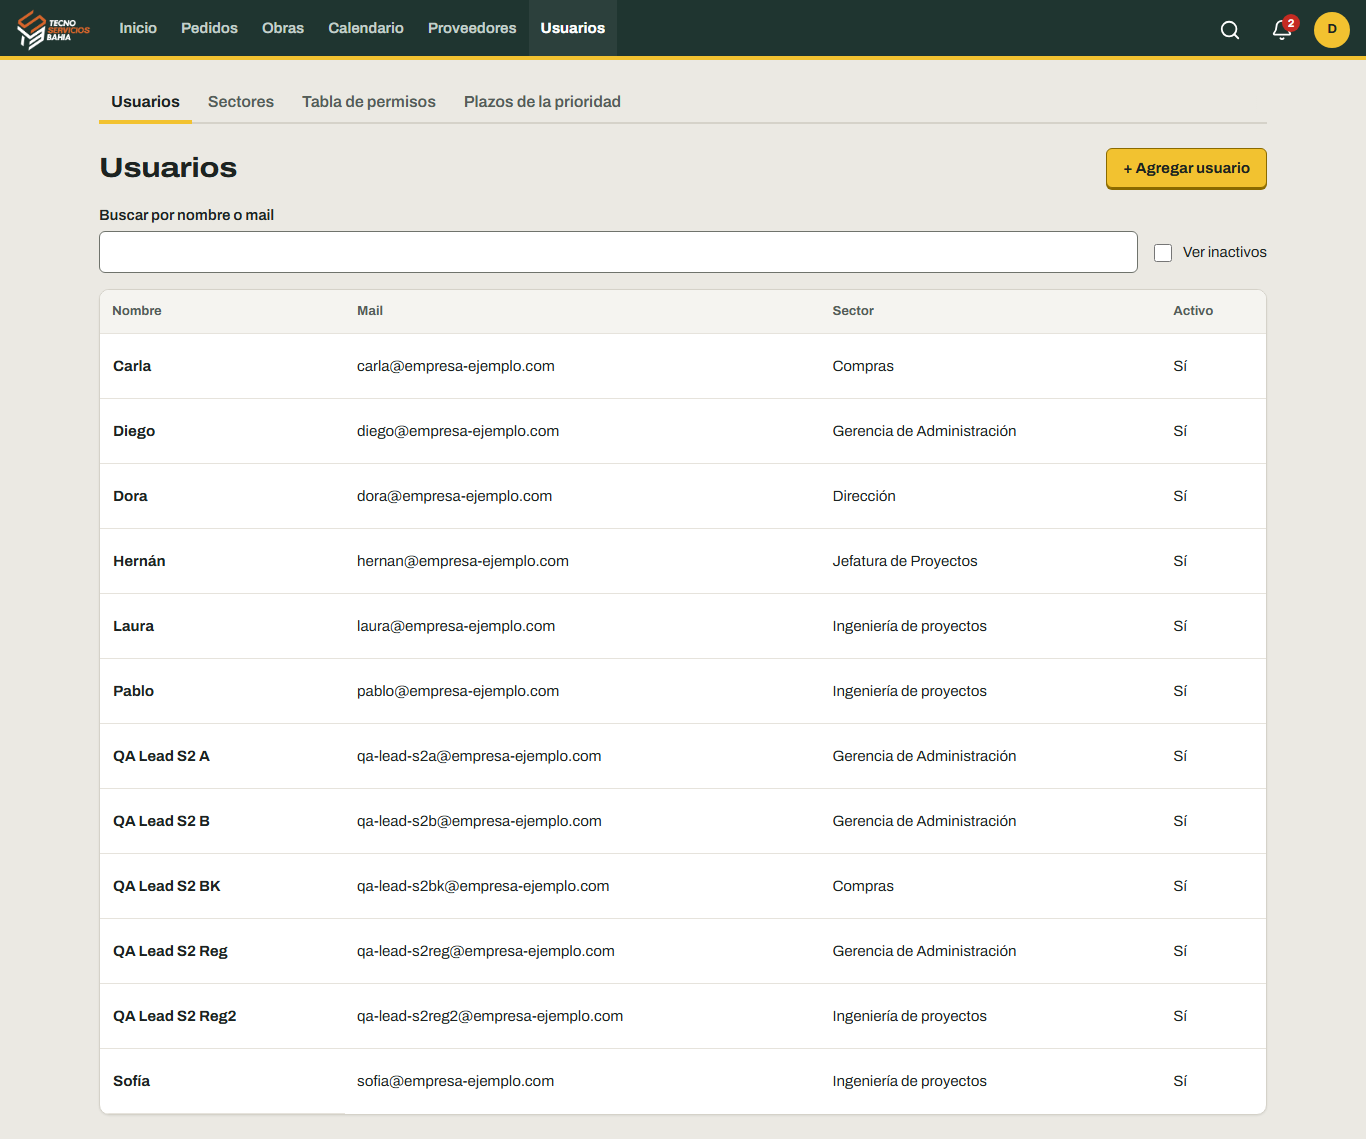 TECNO
SERVICIOS
BAHIA
Inicio
Pedidos
Obras
Calendario
Proveedores
Usuarios
2
D
Usuarios
Sectores
Tabla de permisos
Plazos de la prioridad
Usuarios
+ Agregar usuario
Buscar por nombre o mail
Ver inactivos
Nombre Mail Sector Activo
Carla carla@empresa-ejemplo.com Compras Sí
Diego diego@empresa-ejemplo.com Gerencia de Administración Sí
Dora dora@empresa-ejemplo.com Dirección Sí
Hernán hernan@empresa-ejemplo.com Jefatura de Proyectos Sí
Laura laura@empresa-ejemplo.com Ingeniería de proyectos Sí
Pablo pablo@empresa-ejemplo.com Ingeniería de proyectos Sí
QA Lead S2 A qa-lead-s2a@empresa-ejemplo.com Gerencia de Administración Sí
QA Lead S2 B qa-lead-s2b@empresa-ejemplo.com Gerencia de Administración Sí
QA Lead S2 BK qa-lead-s2bk@empresa-ejemplo.com Compras Sí
QA Lead S2 Reg qa-lead-s2reg@empresa-ejemplo.com Gerencia de Administración Sí
QA Lead S2 Reg2 qa-lead-s2reg2@empresa-ejemplo.com Ingeniería de proyectos Sí
Sofía sofia@empresa-ejemplo.com Ingeniería de proyectos Sí